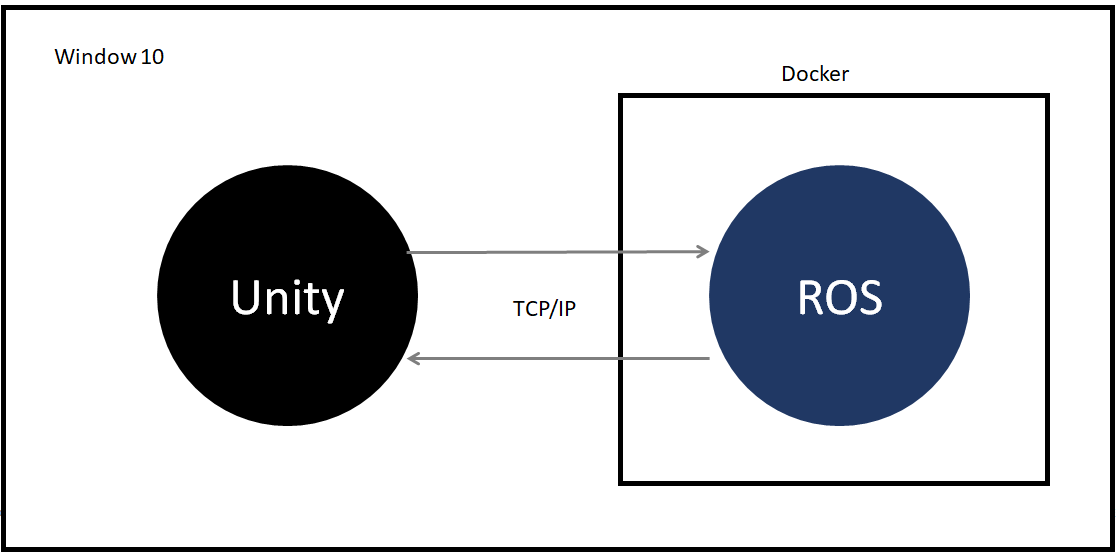 Window 10
Docker
Unity
TCP/IP
ROS